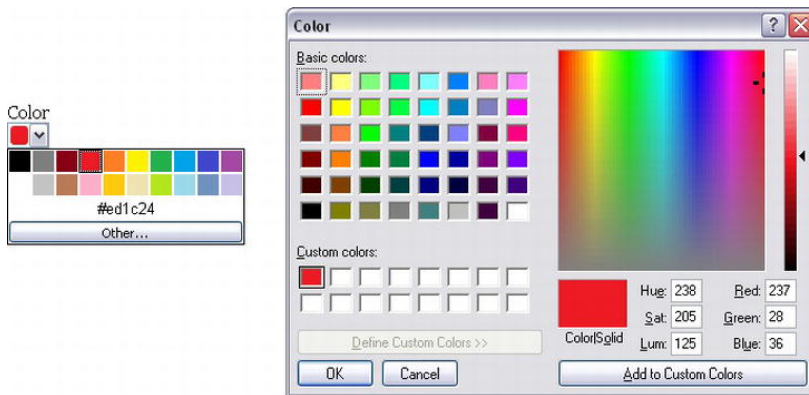 Color
#ed1c24
Other...
Color
Basic colors:
Custom colors:
Define Custom Colors >>
OK Cancel
Color|Solid
Hue: 238 Red: 237
Sat: 205 Green: 28
Lum: 125 Blue: 36
Add to Custom Colors